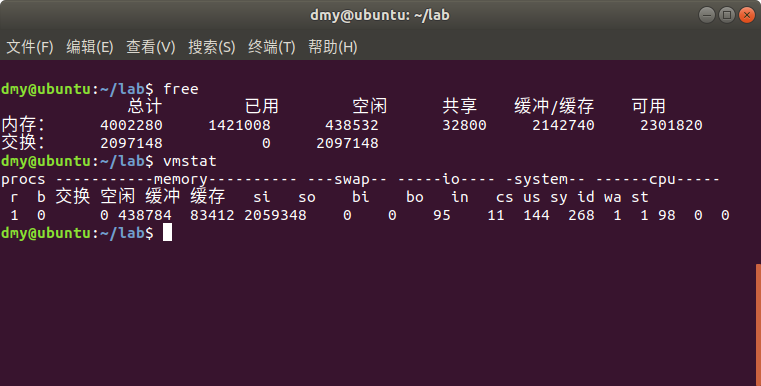 dmy@ubuntu: ~/lab
文件(F) 编辑(E) 查看(V) 搜索(S) 终端(T) 帮助(H)
dmy@ubuntu:~/lab$ free
总计 已用 空闲 共享 缓冲/缓存 可用
内存: 4002280 1421008 438532 32800 2142740 2301820
交换: 2097148 0 2097148
dmy@ubuntu:~/lab$ vmstat
procs -----------memory---------- ---swap-- -----io---- -system-- ------cpu-----
r b 交换 空闲 缓冲 缓存 si so bi bo in cs us sy id wa st
1 0 0 438784 83412 2059348 0 0 95 11 144 268 1 1 98 0 0
dmy@ubuntu:~/lab$